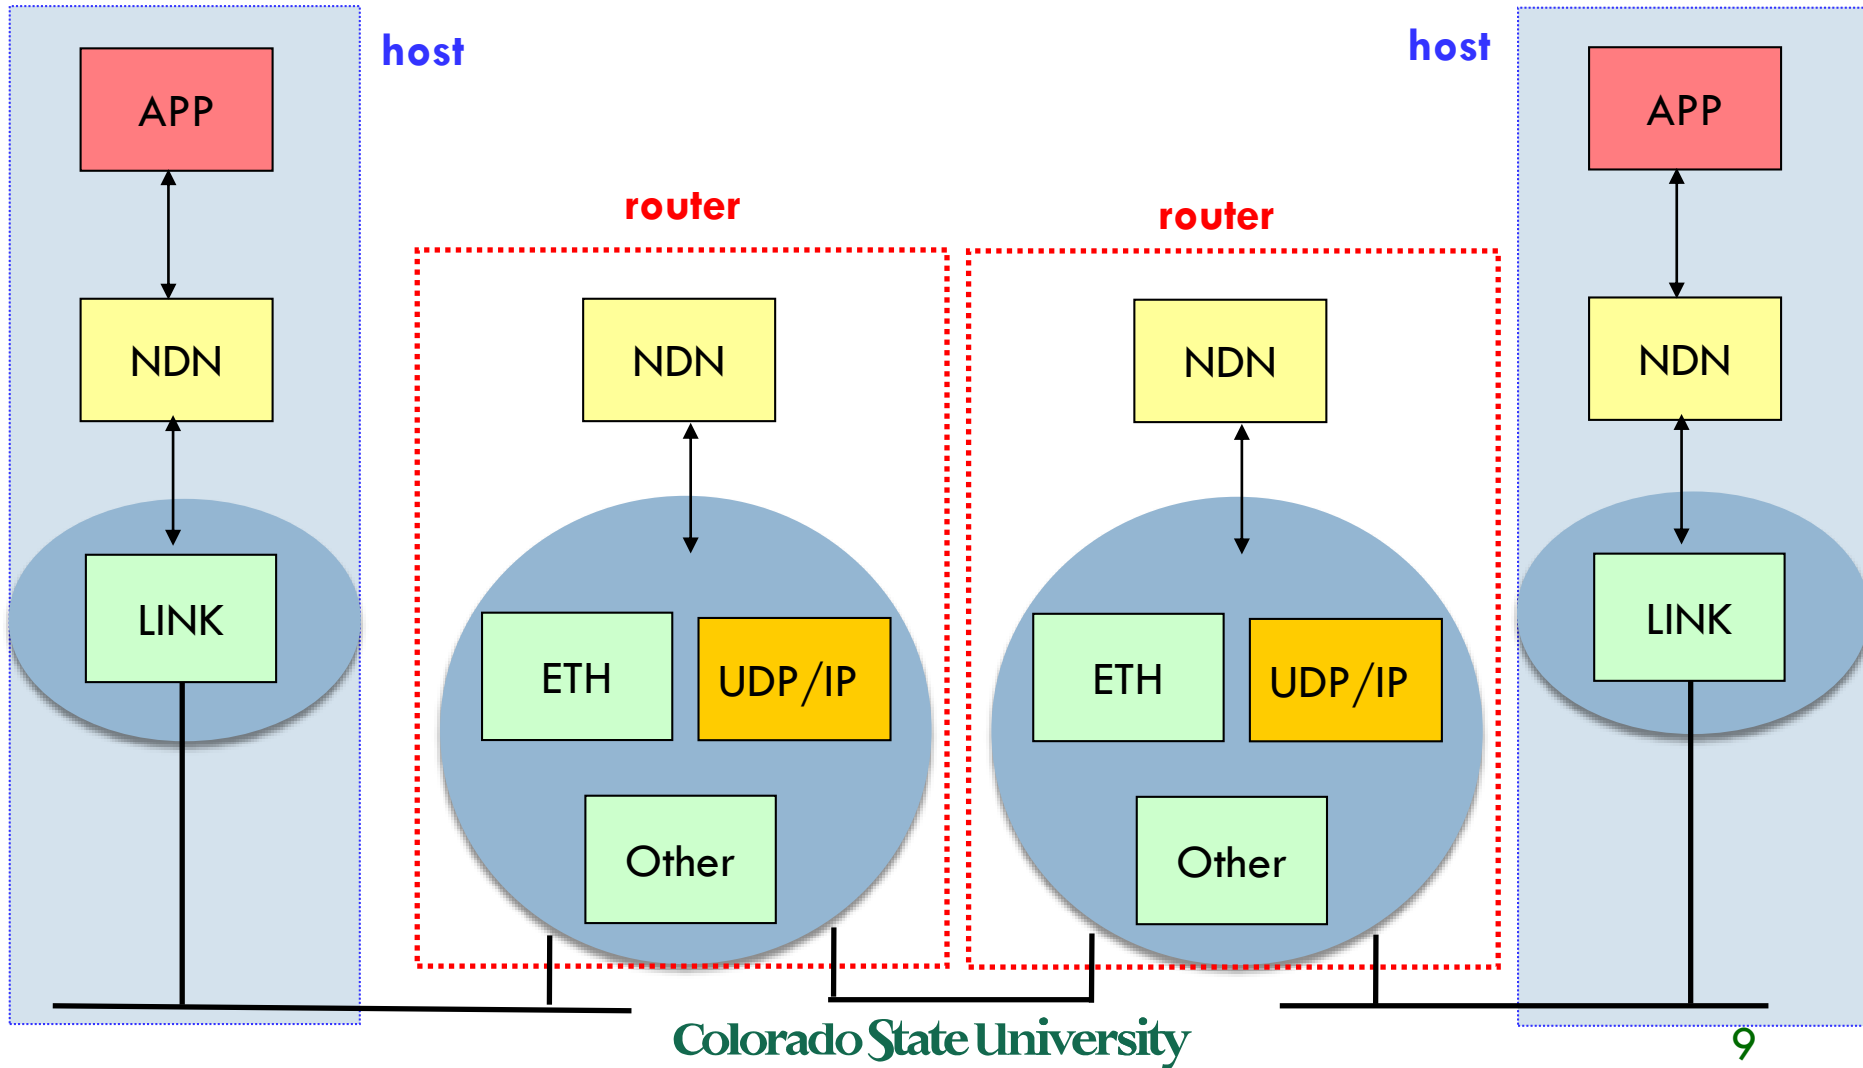 host
host
APP
APP
router
router
NDN
NDN
NDN
NDN
LINK
ETH
UDP/IP
ETH
UDP/IP
LINK
Other
Other
Colorado State University
9